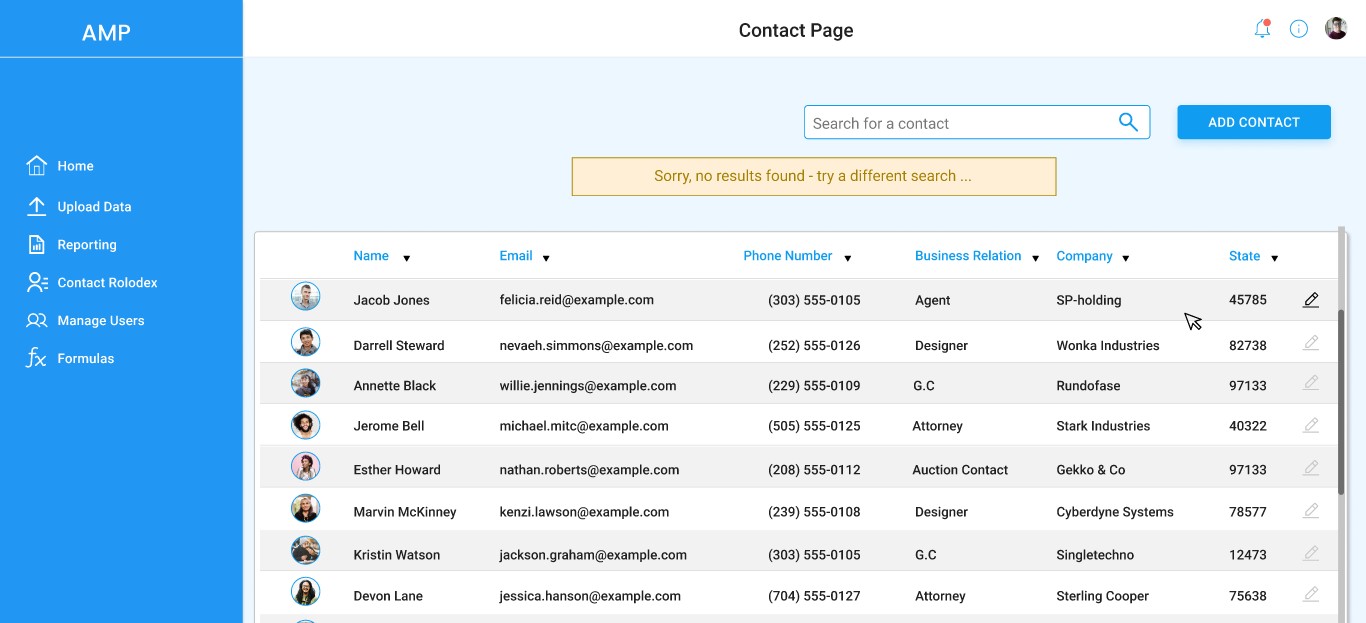 AMP
Contact Page
Search for a contact
ADD CONTACT
Sorry, no results found - try a different search ...
Home
Upload Data
Reporting
Contact Rolodex
Manage Users
Formulas
Name Email Phone Number Business Relation Company State
Jacob Jones felicia.reid@example.com (303) 555-0105 Agent SP-holding 45785
Darrell Steward nevaeh.simmons@example.com (252) 555-0126 Designer Wonka Industries 82738
Annette Black willie.jennings@example.com (229) 555-0109 G.C Rundofase 97133
Jerome Bell michael.mitc@example.com (505) 555-0125 Attorney Stark Industries 40322
Esther Howard nathan.roberts@example.com (208) 555-0112 Auction Contact Gekko & Co 97133
Marvin McKinney kenzi.lawson@example.com (239) 555-0108 Designer Cyberdyne Systems 78577
Kristin Watson jackson.graham@example.com (303) 555-0105 G.C Singletechno 12473
Devon Lane jessica.hanson@example.com (704) 555-0127 Attorney Sterling Cooper 75638